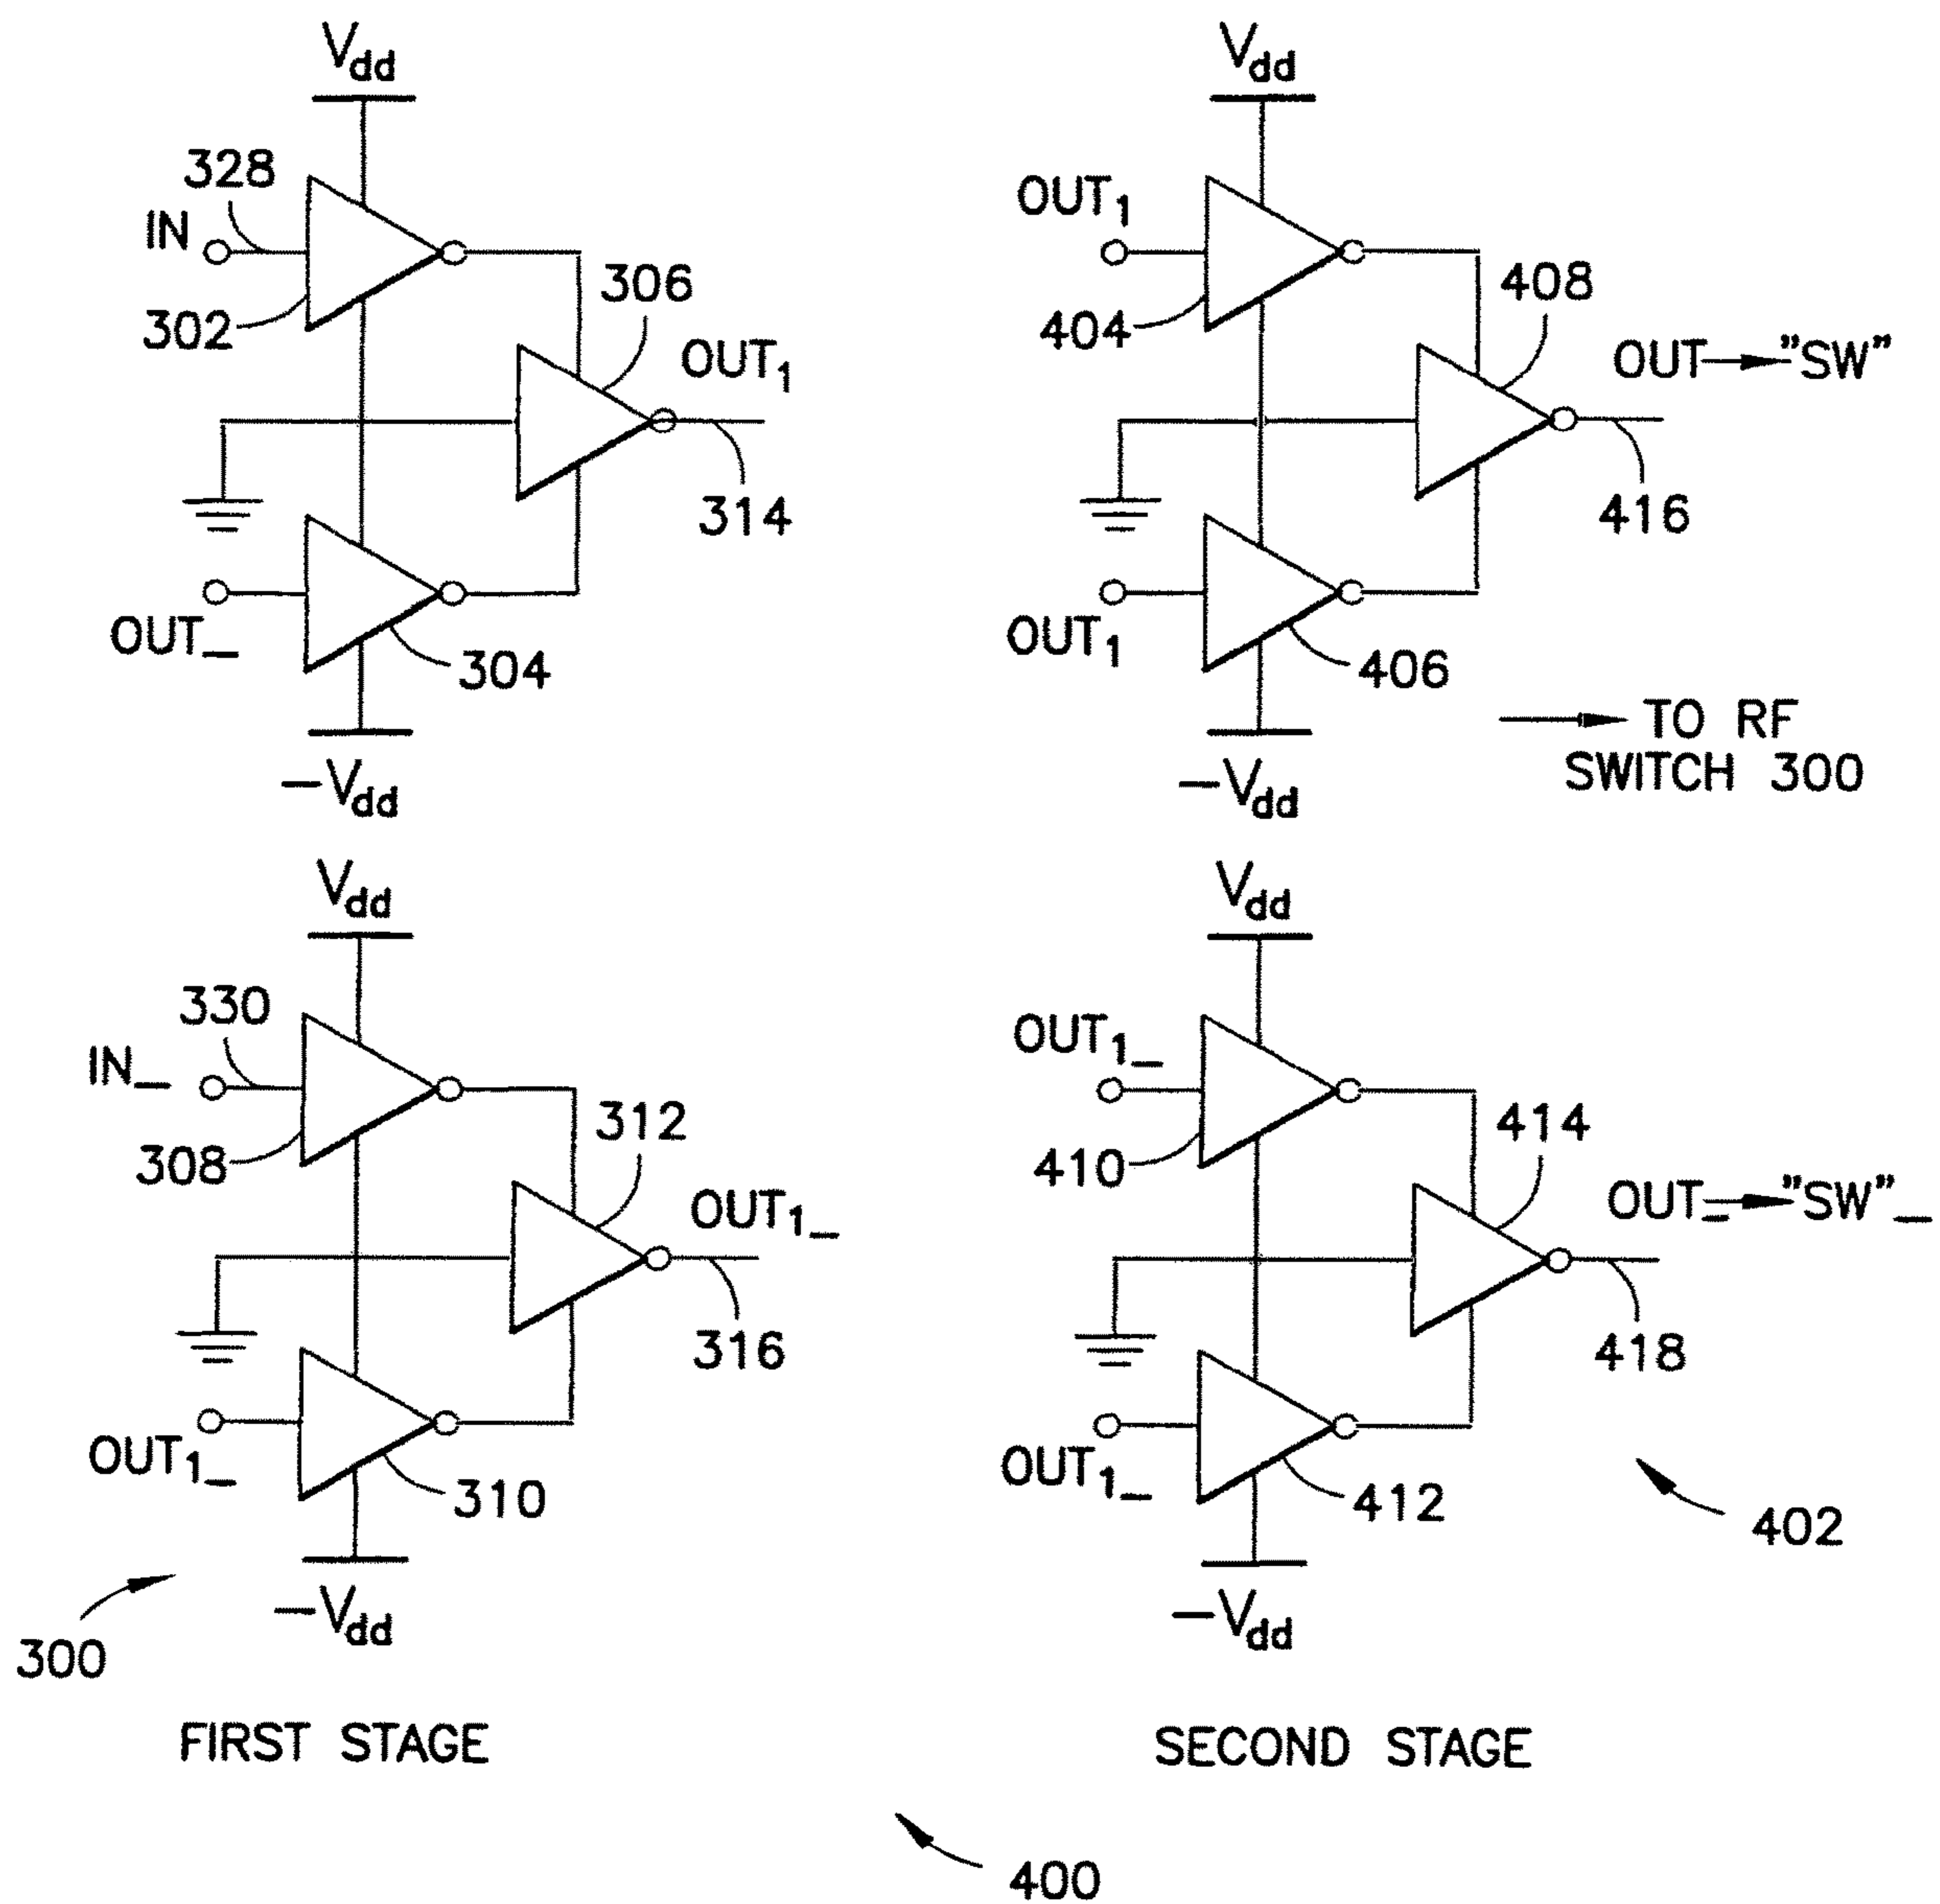 Vdd
328
IN
302
306
OUT1
314
OUT_
304
-Vdd
Vdd
OUT1
404
408
OUT → "SW"
416
OUT1
406
-Vdd
→ TO RF
SWITCH 300
Vdd
330
IN_
308
312
OUT1_
316
OUT1_
310
-Vdd
300
FIRST STAGE
Vdd
OUT1_
410
414
OUT_ → "SW"_
418
OUT1_
412
402
-Vdd
SECOND STAGE
400